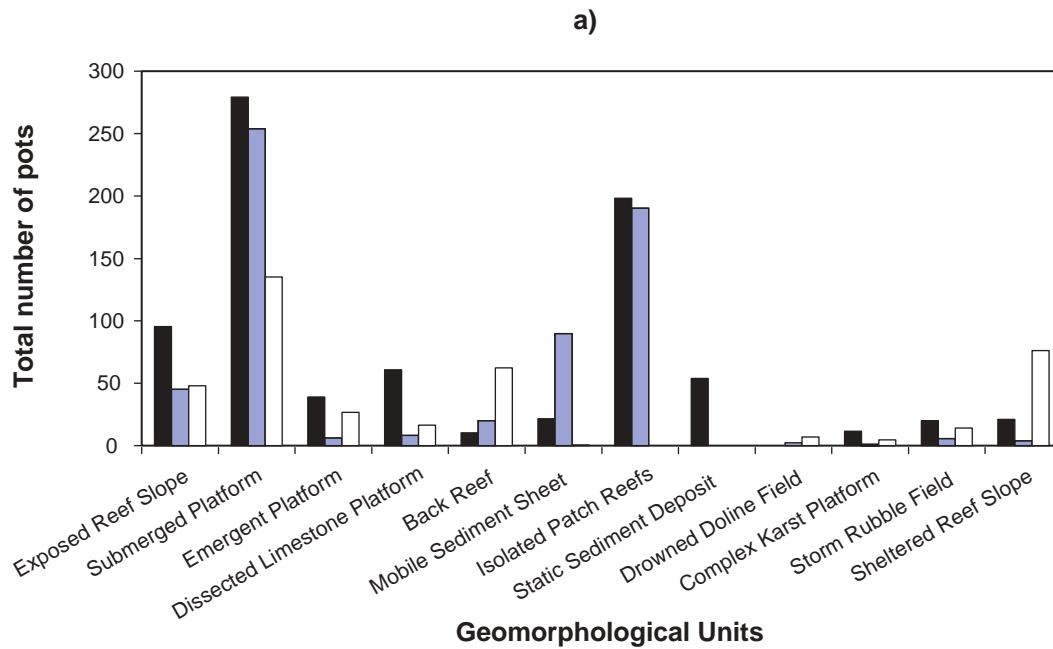 a)
300
250
200
150
100
50
0
Total number of pots
Exposed Reef Slope
Submerged Platform
Emergent Platform
Dissected Limestone Platform
Back Reef
Mobile Sediment Sheet
Isolated Patch Reefs
Static Sediment Deposit
Drowned Doline Field
Complex Karst Platform
Storm Rubble Field
Sheltered Reef Slope
Geomorphological Units